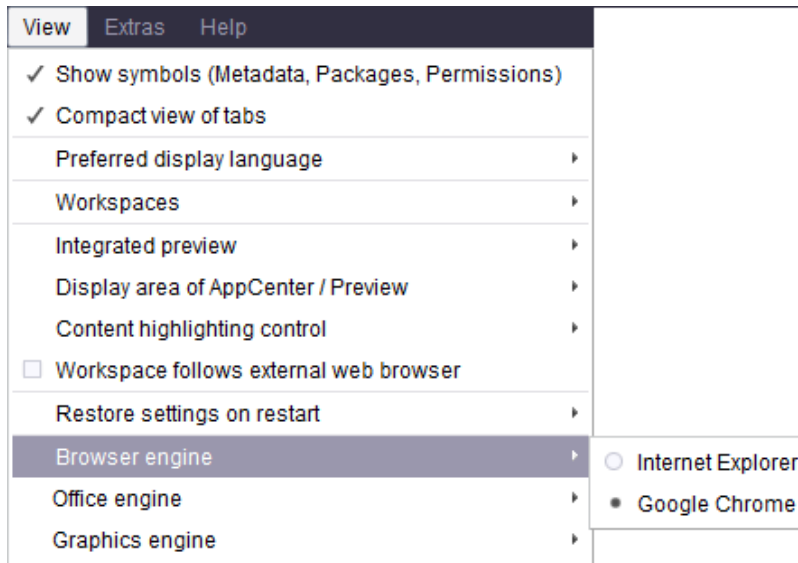 View Extras Help
Show symbols (Metadata, Packages, Permissions)
Compact view of tabs
Preferred display language
Workspaces
Integrated preview
Display area of AppCenter / Preview
Content highlighting control
Workspace follows external web browser
Restore settings on restart
Browser engine
Internet Explorer
Office engine
Google Chrome
Graphics engine